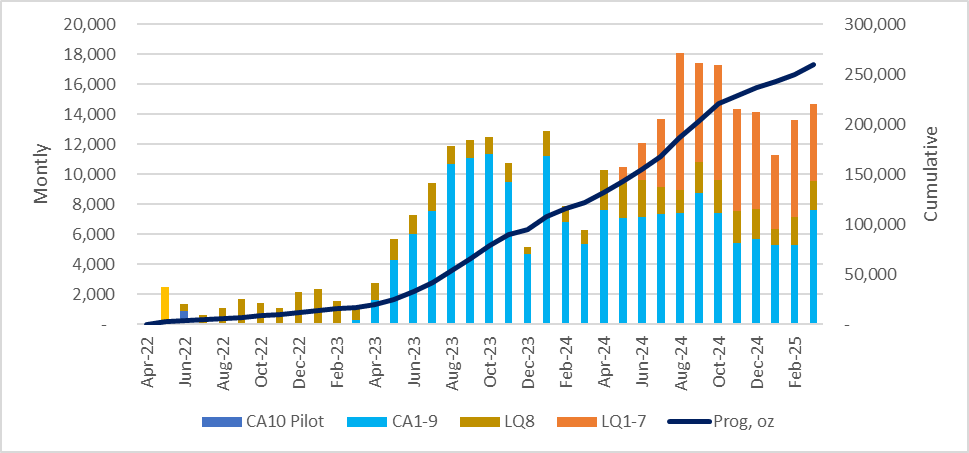 20,000
18,000
16,000
14,000
12,000
10,000
8,000
6,000
4,000
2,000
-
Montly
300,000
250,000
200,000
150,000
100,000
50,000
-
Cumulative
Apr-22
Jun-22
Aug-22
Oct-22
Dec-22
Feb-23
Apr-23
Jun-23
Aug-23
Oct-23
Dec-23
Feb-24
Apr-24
Jun-24
Aug-24
Oct-24
Dec-24
Feb-25
CA10 Pilot CA1-9 LQ8 LQ1-7 Prog, oz